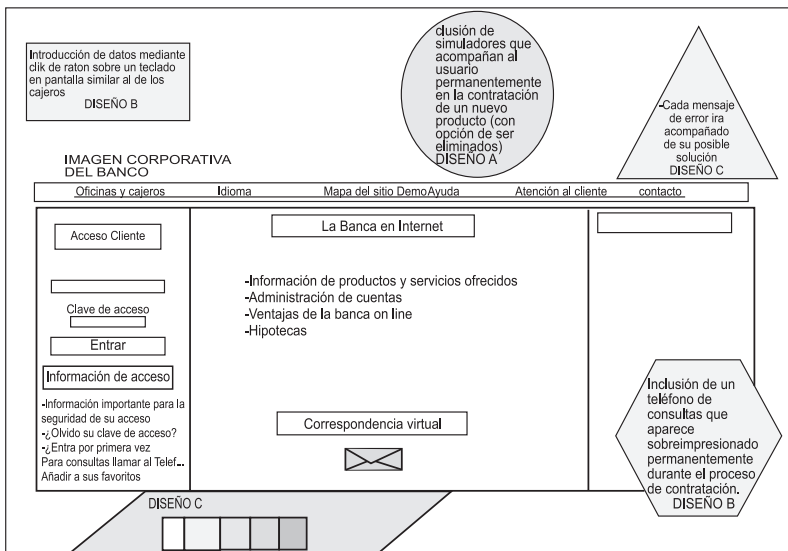 Introducción de datos mediante
clik de raton sobre un teclado
en pantalla similar al de los
cajeros
DISEÑO B
clusión de
simuladores que
acompañan al
usuario
permanentemente
en la contratación
de un nuevo
producto (con
opción de ser
eliminados)
DISEÑO A
-Cada mensaje
de error ira
acompañado
de su posible
solución
DISEÑO C
IMAGEN CORPORATIVA
DEL BANCO
Oficinas y cajeros Idioma Mapa del sitio DemoAyuda Atención al cliente contacto
Acceso Cliente
Clave de acceso
Entrar
Información de acceso
-Información importante para la
seguridad de su acceso
-¿Olvido su clave de acceso?
-¿Entra por primera vez
Para consultas llamar al Telef...
Añadir a sus favoritos
La Banca en Internet
-Información de productos y servicios ofrecidos
-Administración de cuentas
-Ventajas de la banca on line
-Hipotecas
Correspondencia virtual
Inclusión de un
teléfono de
consultas que
aparece
sobreimpresionado
permanentemente
durante el proceso
de contratación.
DISEÑO B
DISEÑO C